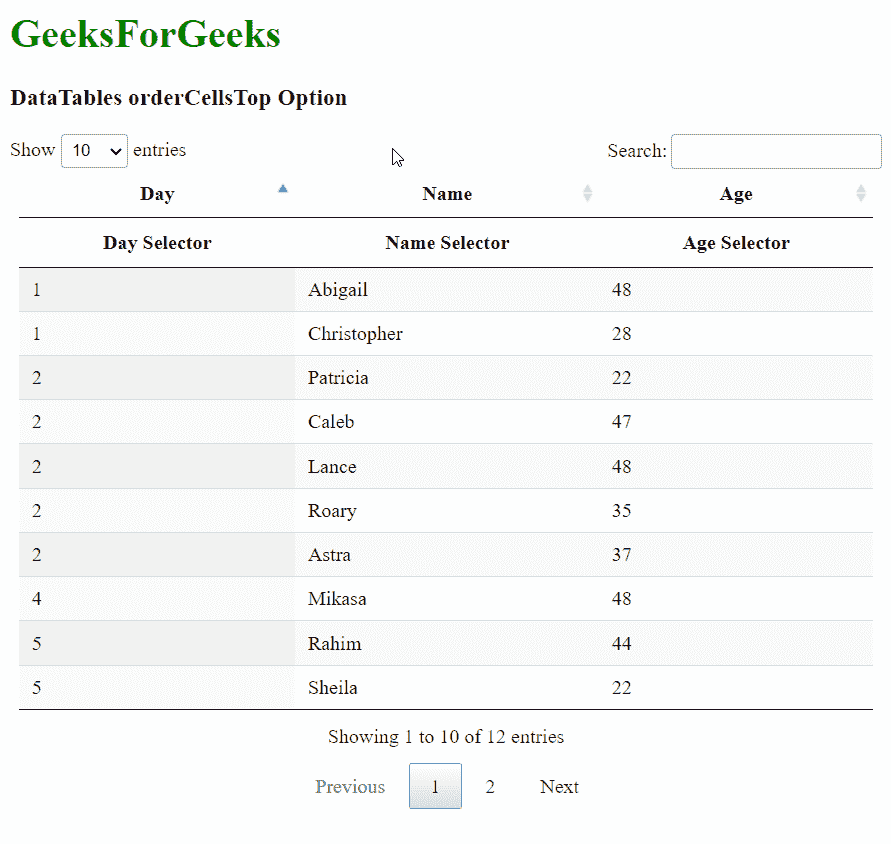 GeeksForGeeks
DataTables orderCellsTop Option
Show 10 entries Search:
Day Name Age
Day Selector Name Selector Age Selector
1 Abigail 48
1 Christopher 28
2 Patricia 22
2 Caleb 47
2 Lance 48
2 Roary 35
2 Astra 37
4 Mikasa 48
5 Rahim 44
5 Sheila 22
Showing 1 to 10 of 12 entries
Previous 1 2 Next